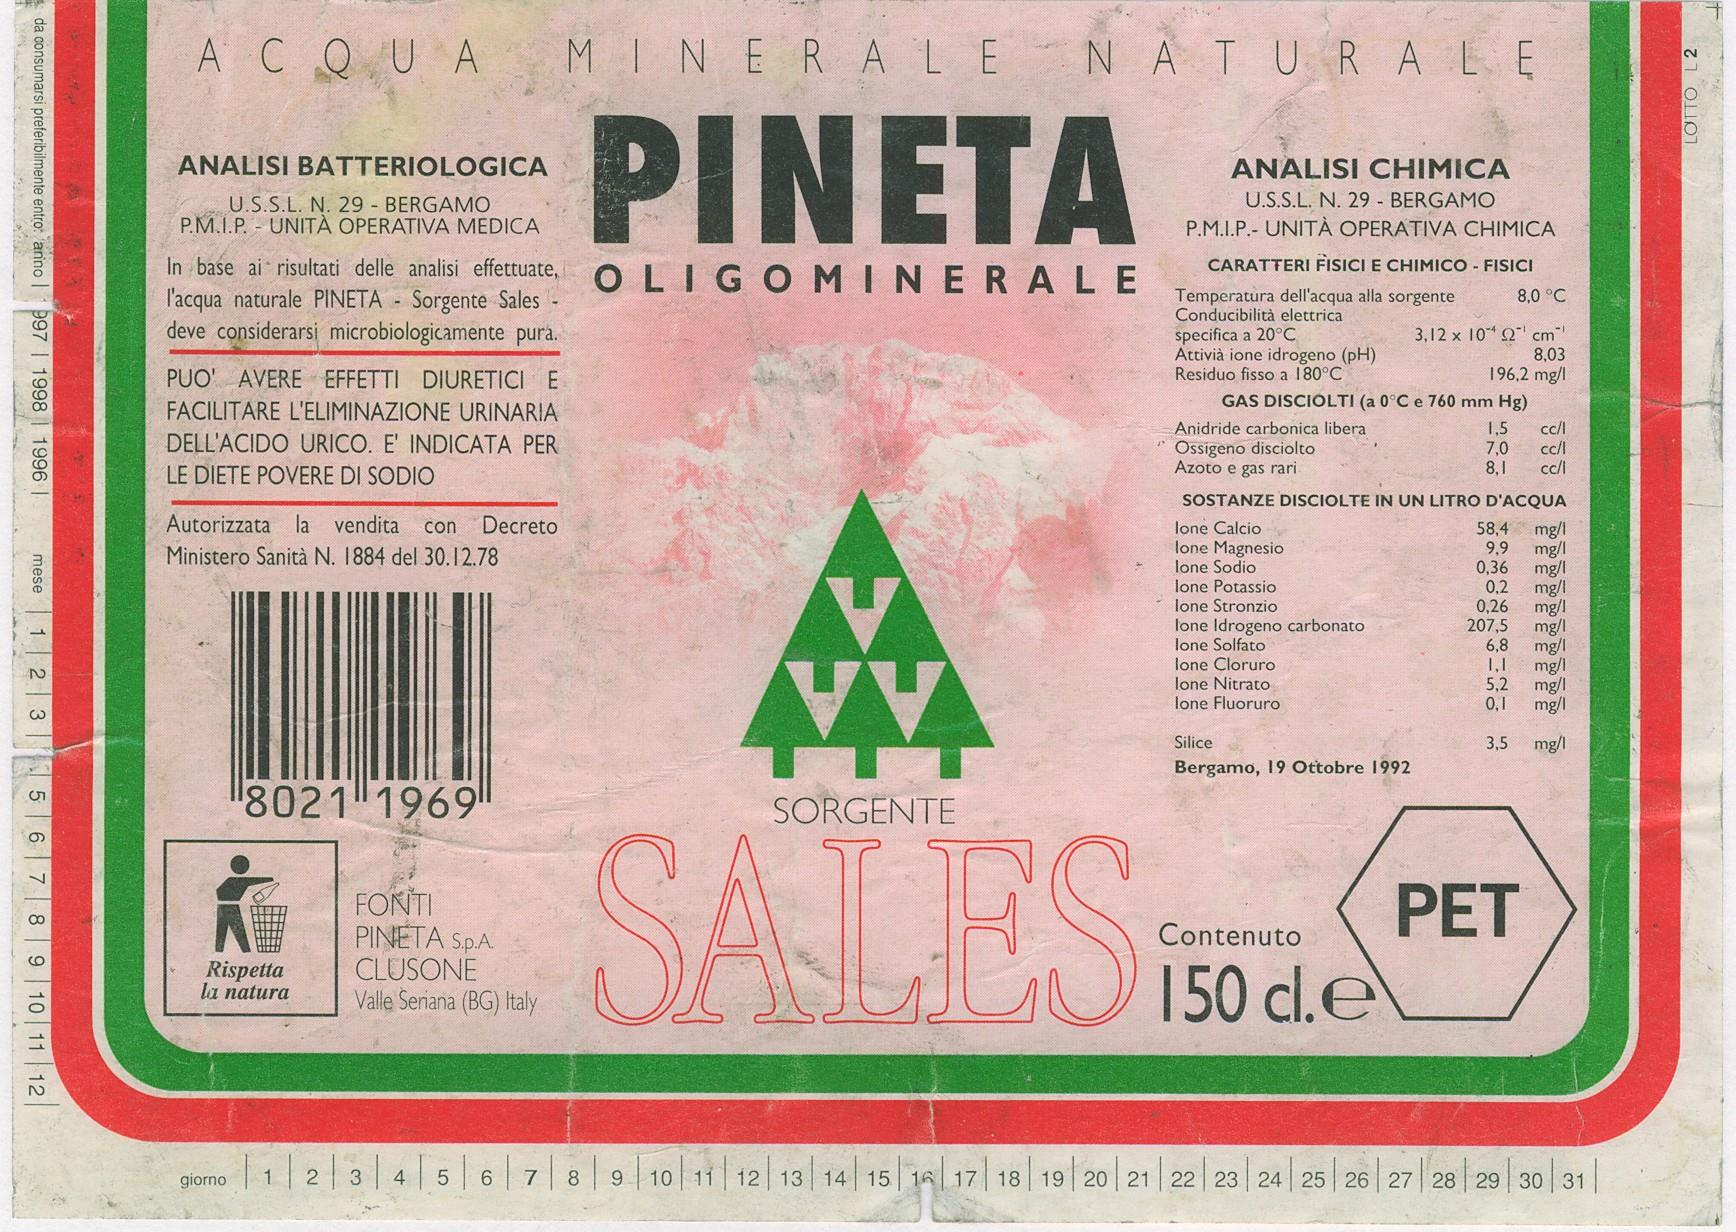 ACQUA MINERALE NATURALE
PINETA
OLIGOMINERALE
ANALISI BATTERIOLOGICA
U.S.S.L. N. 29 - BERGAMO
P.M.I.P. - UNITÀ OPERATIVA MEDICA
In base ai risultati delle analisi effettuate,
l'acqua naturale PINETA - Sorgente Sales -
deve considerarsi microbiologicamente pura.
PUO' AVERE EFFETTI DIURETICI E
FACILITARE L'ELIMINAZIONE URINARIA
DELL'ACIDO URICO. E' INDICATA PER
LE DIETE POVERE DI SODIO
Autorizzata la vendita con Decreto
Ministero Sanità N. 1884 del 30.12.78
8021 1969
Rispetta
la natura
FONTI
PINETA S.p.A.
CLUSONE
Valle Seriana (BG) Italy
SORGENTE
SALES
ANALISI CHIMICA
U.S.S.L. N. 29 - BERGAMO
P.M.I.P.- UNITÀ OPERATIVA CHIMICA
CARATTERI FISICI E CHIMICO - FISICI
Temperatura dell'acqua alla sorgente 8,0 °C
Conducibilità elettrica
specifica a 20°C 3,12 x 10⁻⁴ Ω⁻¹ cm⁻¹
Attivià ione idrogeno (pH) 8,03
Residuo fisso a 180°C 196,2 mg/l
GAS DISCIOLTI (a 0°C e 760 mm Hg)
Anidride carbonica libera 1,5 cc/l
Ossigeno disciolto 7,0 cc/l
Azoto e gas rari 8,1 cc/l
SOSTANZE DISCIOLTE IN UN LITRO D'ACQUA
Ione Calcio 58,4 mg/l
Ione Magnesio 9,9 mg/l
Ione Sodio 0,36 mg/l
Ione Potassio 0,2 mg/l
Ione Stronzio 0,26 mg/l
Ione Idrogeno carbonato 207,5 mg/l
Ione Solfato 6,8 mg/l
Ione Cloruro 1,1 mg/l
Ione Nitrato 5,2 mg/l
Ione Fluoruro 0,1 mg/l
Silice 3,5 mg/l
Bergamo, 19 Ottobre 1992
Contenuto
150 cl. e
PET
da consumarsi preferibilmente entro: anno | 1997 | 1998 | 1996 | mese | 1 | 2 | 3 | | 5 | 6 | 7 | 8 | 9 | 10 | 11 | 12 |
giorno | 1 | 2 | 3 | 4 | 5 | 6 | 7 | 8 | 9 | 10 | 11 | 12 | 13 | 14 | 15 | 16 | 17 | 18 | 19 | 20 | 21 | 22 | 23 | 24 | 25 | 26 | 27 | 28 | 29 | 30 | 31 |
LOTTO L2